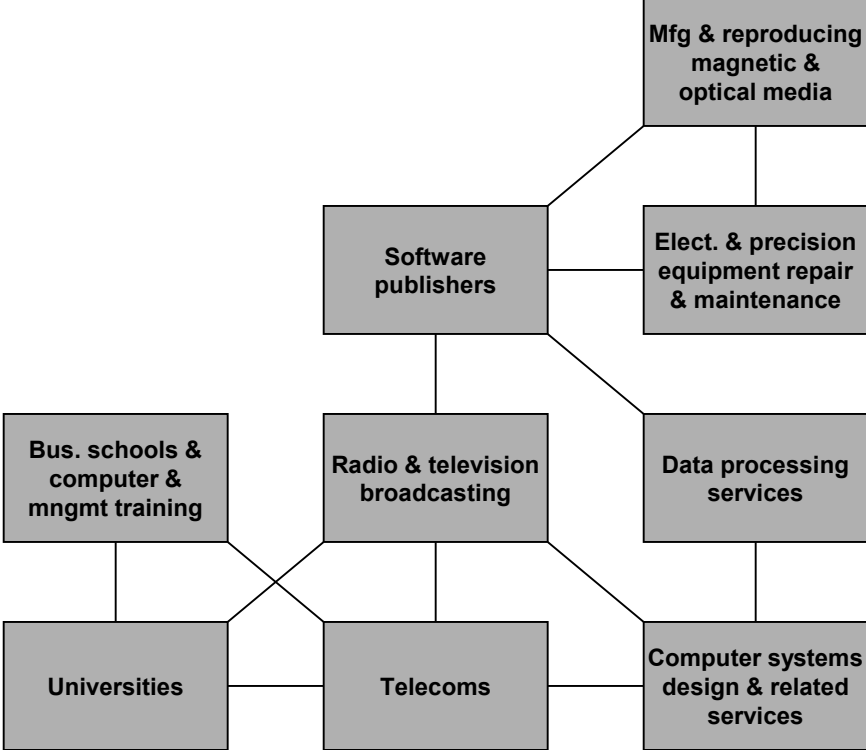 Mfg & reproducing
magnetic &
optical media
Software
publishers
Elect. & precision
equipment repair
& maintenance
Bus. schools &
computer &
mngmt training
Radio & television
broadcasting
Data processing
services
Universities
Telecoms
Computer systems
design & related
services